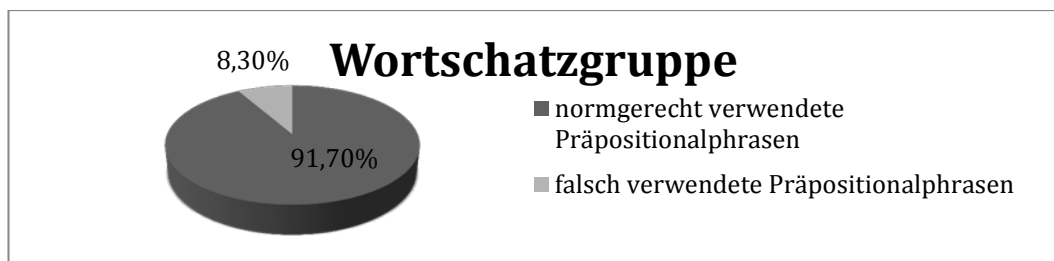 Wortschatzgruppe
8,30%
91,70%
normgerecht verwendete
Präpositionalphrasen
falsch verwendete Präpositionalphrasen